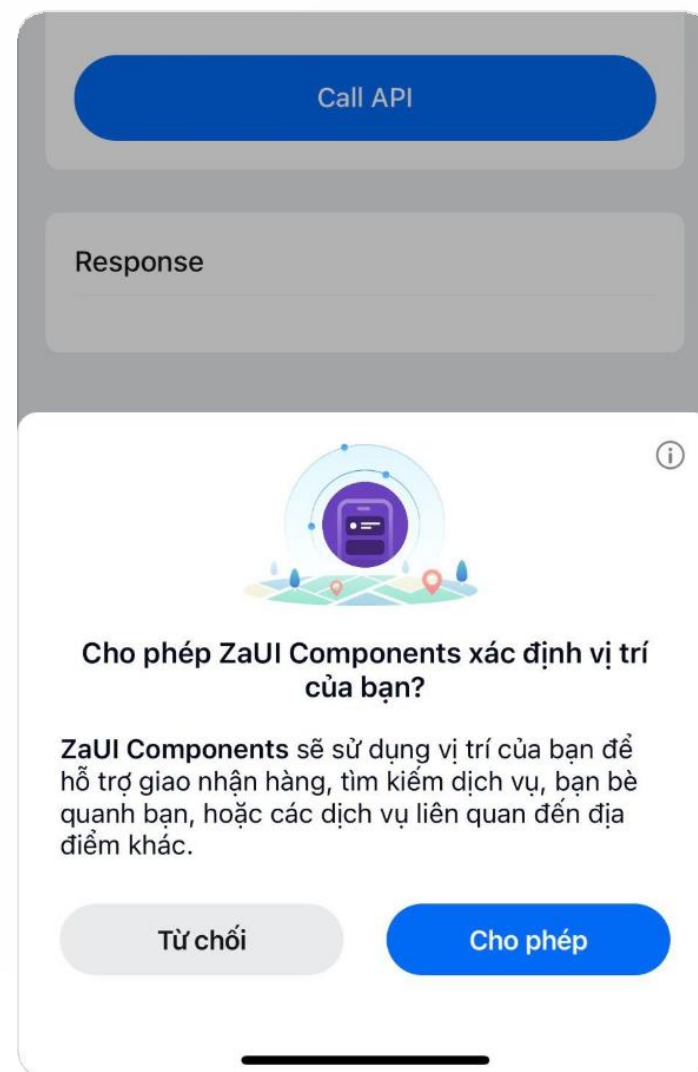 Call API
Response
Cho phép ZaUI Components xác định vị trí
của bạn?
ZaUI Components sẽ sử dụng vị trí của bạn để
hỗ trợ giao nhận hàng, tìm kiếm dịch vụ, bạn bè
quanh bạn, hoặc các dịch vụ liên quan đến địa
điểm khác.
Từ chối
Cho phép